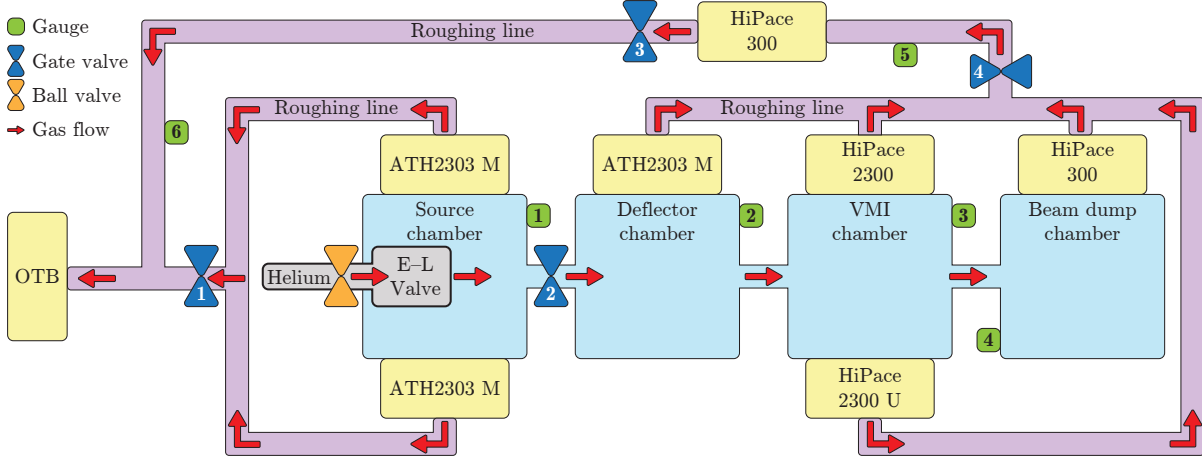 Gauge
Gate valve
Ball valve
Gas flow
Roughing line
3
HiPace
300
5
4
Roughing line
Roughing line
6
ATH2303 M
ATH2303 M
HiPace
2300
HiPace
300
Source
chamber
1
Deflector
chamber
2
VMI
chamber
3
Beam dump
chamber
OTB
1
Helium
E–L
Valve
2
4
ATH2303 M
HiPace
2300 U